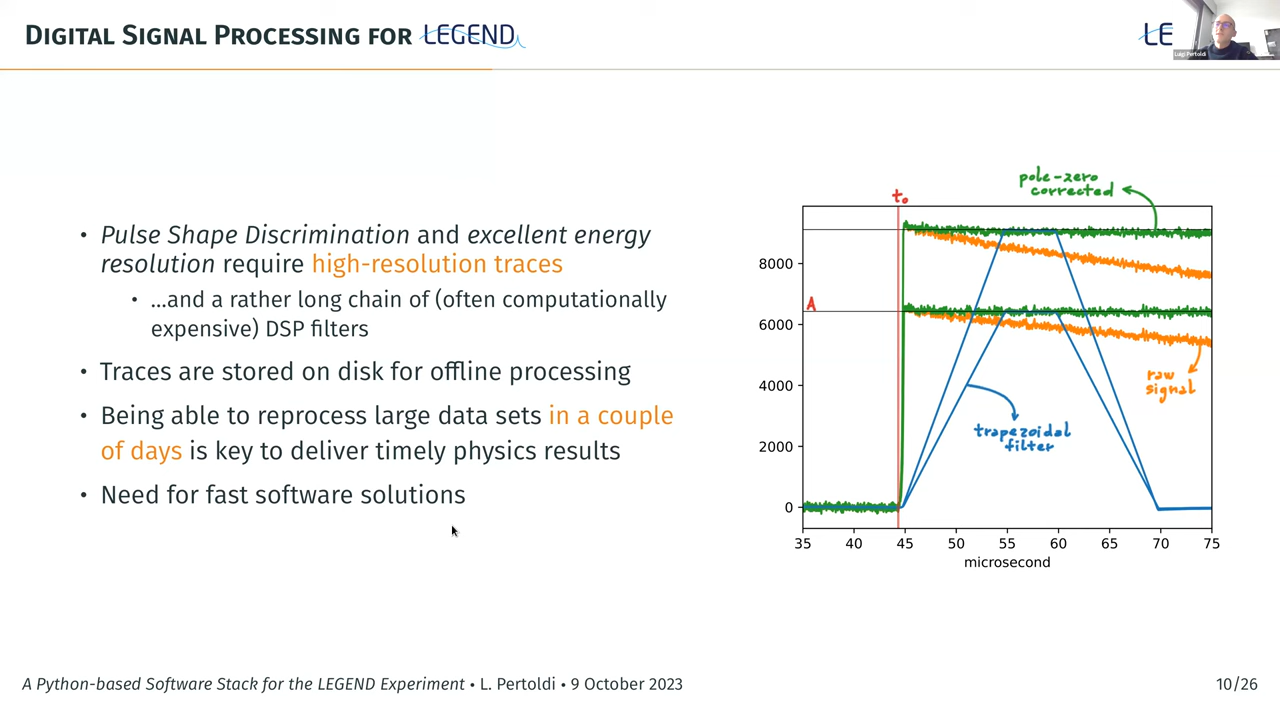 DIGITAL SIGNAL PROCESSING FOR LEGEND
LE
Luigi Pertoldi
• Pulse Shape Discrimination and excellent energy
resolution require high-resolution traces
• ...and a rather long chain of (often computationally
expensive) DSP filters
• Traces are stored on disk for offline processing
• Being able to reprocess large data sets in a couple
of days is key to deliver timely physics results
• Need for fast software solutions
pole-zero
corrected
t₀
8000
A
6000
raw
signal
4000
trapezoidal
filter
2000
0
35 40 45 50 55 60 65 70 75
microsecond
A Python-based Software Stack for the LEGEND Experiment • L. Pertoldi • 9 October 2023
10/26